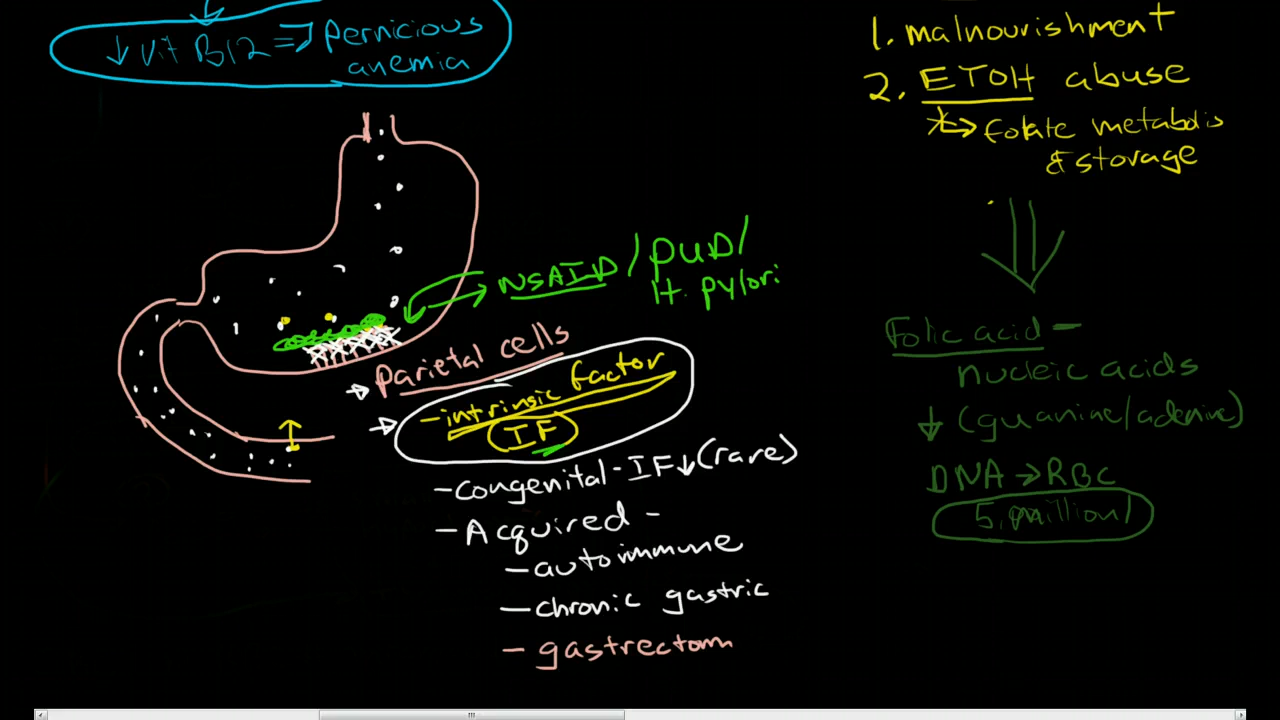 ↓ Vit B12 => Pernicious
anemia
NSAID/PUD/
H. pylori
Parietal cells
- intrinsic factor
IF
- Congenital - IF↓(rare)
- Acquired -
- autoimmune
- chronic gastric
- gastrectom
1. malnourishment
2. ETOH abuse
folate metabolis
& storage
Folic acid -
nucleic acids
↓ (guanine/adenine)
DNA → RBC
5 million/